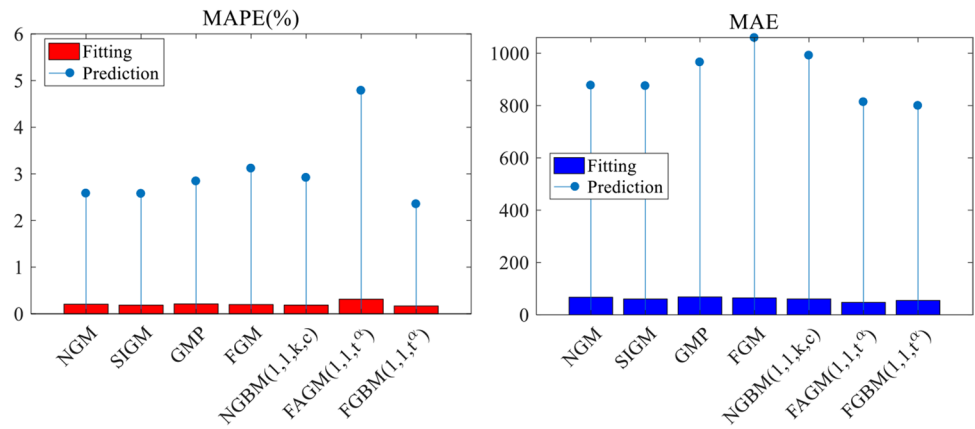 MAPE(%)
6
5
4
3
2
1
0
Fitting
Prediction
NGM
SIGM
GMP
FGM
NGBM(1,1,k,c)
FAGM(1,1,t^α)
FGBM(1,1,t^α)
MAE
1000
800
600
400
200
0
Fitting
Prediction
NGM
SIGM
GMP
FGM
NGBM(1,1,k,c)
FAGM(1,1,t^α)
FGBM(1,1,t^α)